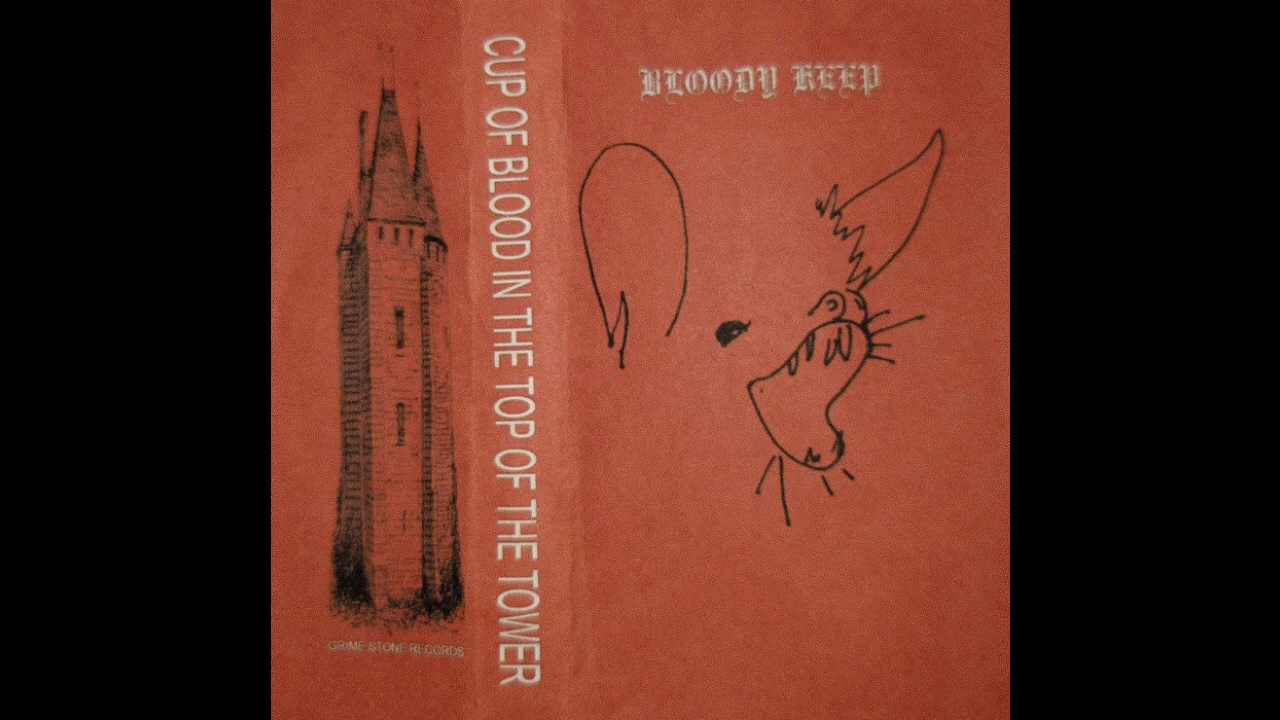 BLOODY KEEP
CUP OF BLOOD IN THE TOP OF THE TOWER
GRIME STONE RECORDS